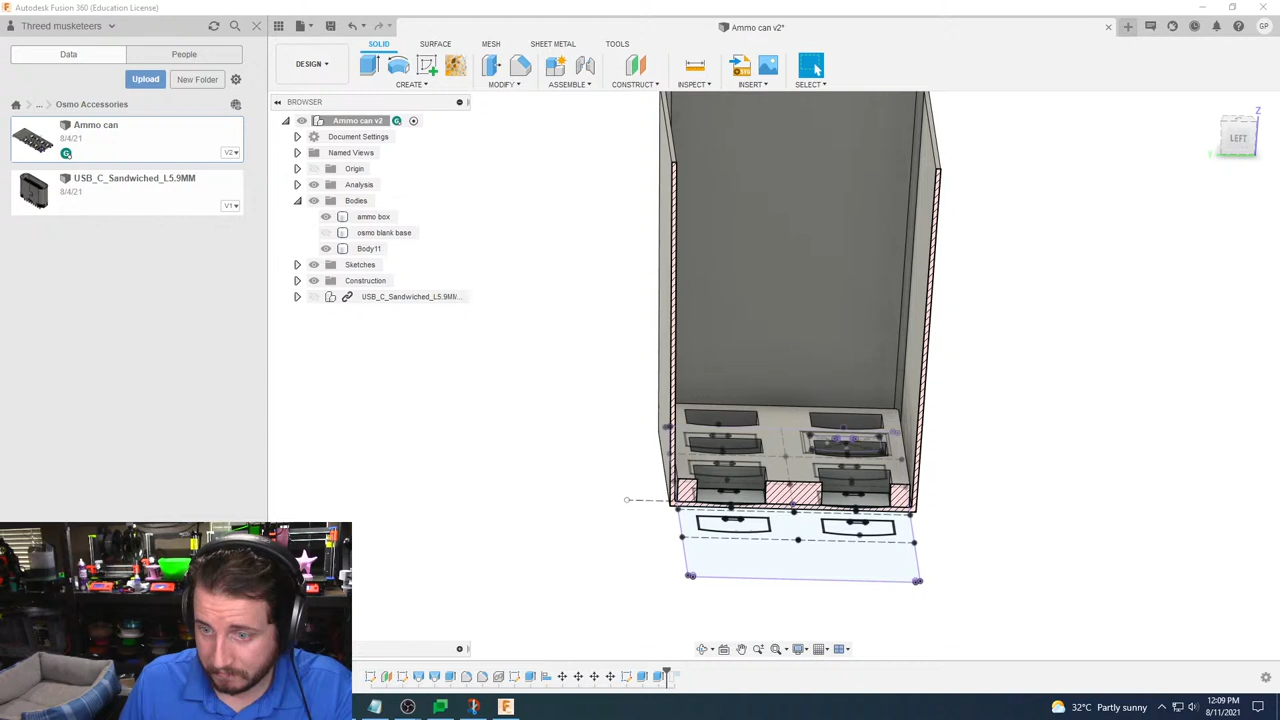 Autodesk Fusion 360 (Education License)
Threed musketeers
Ammo can v2*
GP
Data
People
SOLID
SURFACE
MESH
SHEET METAL
TOOLS
DESIGN
Upload
New Folder
CREATE
MODIFY
ASSEMBLE
CONSTRUCT
INSPECT
INSERT
SELECT
... Osmo Accessories
BROWSER
Ammo can
8/4/21
G
V2
USB_C_Sandwiched_L5.9MM
8/4/21
V1
Ammo can v2
Document Settings
Named Views
Origin
Analysis
Bodies
ammo box
osmo blank base
Body11
Sketches
Construction
USB_C_Sandwiched_L5.9MM...
Z
LEFT
Y
12:09 PM
32°C Partly sunny
8/11/2021